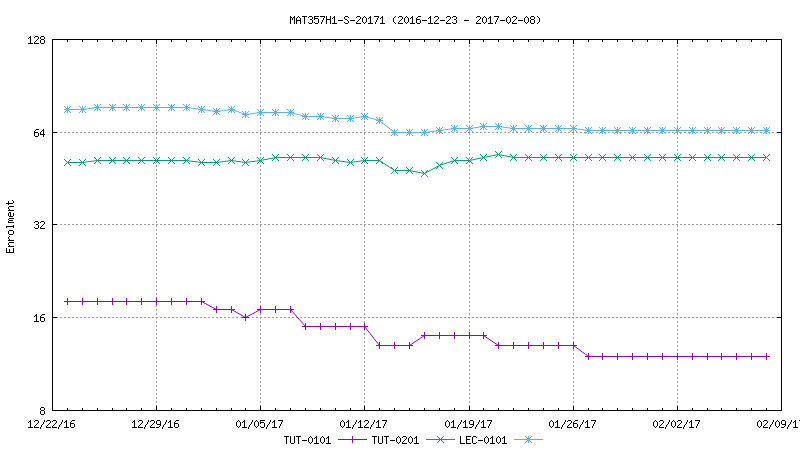 MAT357H1-S-20171 (2016-12-23 - 2017-02-08)
128
64
32
16
8
Enrolment
12/22/16 12/29/16 01/05/17 01/12/17 01/19/17 01/26/17 02/02/17 02/09/17
TUT-0101 TUT-0201 LEC-0101